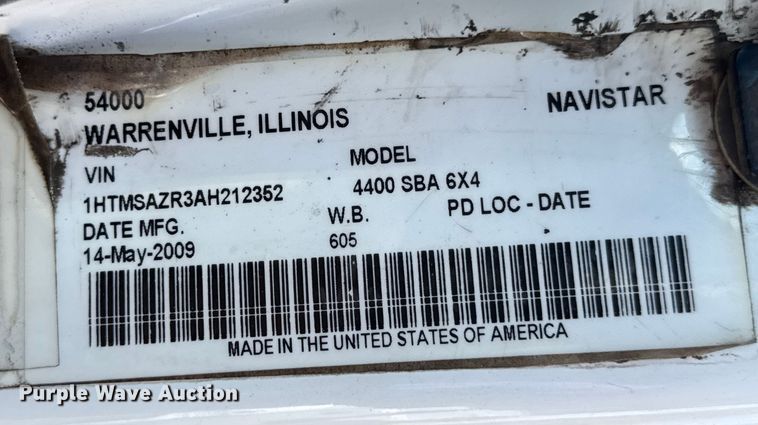 54000
WARRENVILLE, ILLINOIS NAVISTAR
VIN MODEL
1HTMSAZR3AH212352 4400 SBA 6X4
DATE MFG. W.B. PD LOC - DATE
14-May-2009 605
MADE IN THE UNITED STATES OF AMERICA
Purple Wave Auction